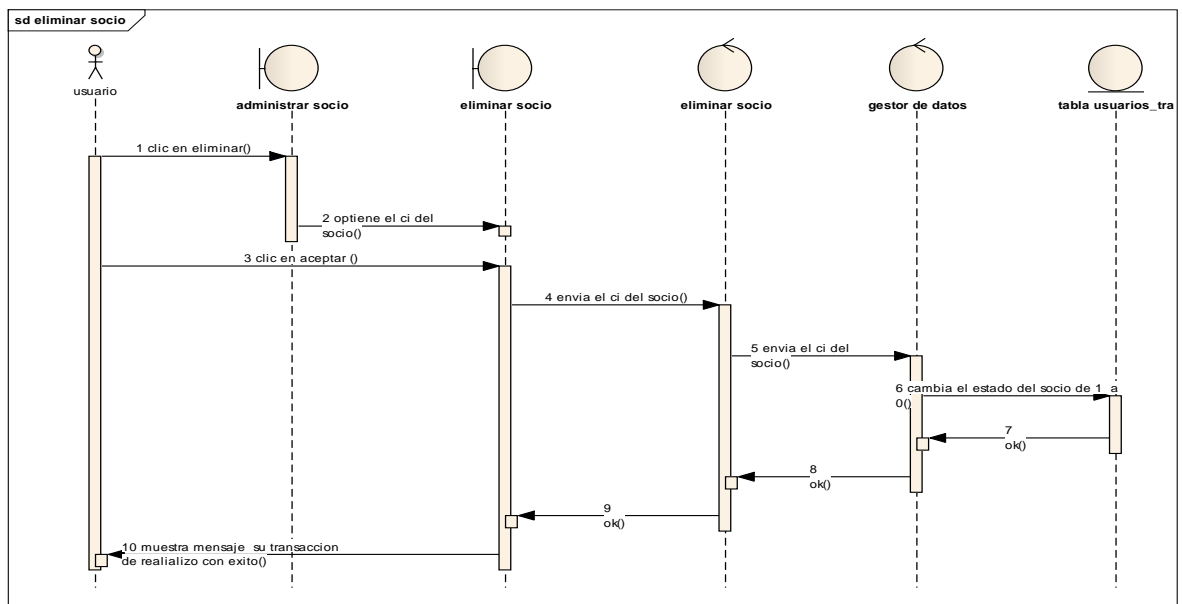 sd eliminar socio
usuario
administrar socio
eliminar socio
eliminar socio
gestor de datos
tabla usuarios_tra
1 clic en eliminar()
2 optiene el ci del
socio()
3 clic en aceptar ()
4 envia el ci del socio()
5 envia el ci del
socio()
6 cambia el estado del socio de 1 a
0()
7
ok()
8
ok()
9
ok()
10 muestra mensaje su transaccion
de realializo con exito()